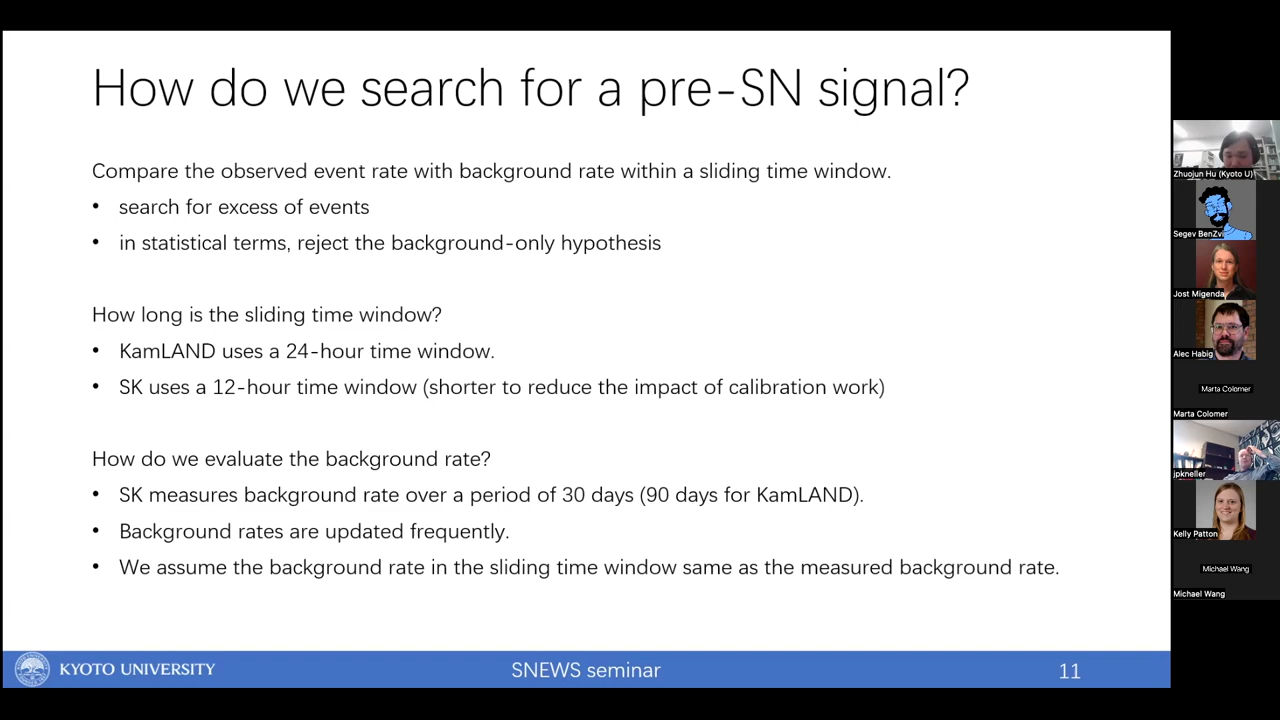 How do we search for a pre-SN signal?
Compare the observed event rate with background rate within a sliding time window.
• search for excess of events
• in statistical terms, reject the background-only hypothesis
How long is the sliding time window?
• KamLAND uses a 24-hour time window.
• SK uses a 12-hour time window (shorter to reduce the impact of calibration work)
How do we evaluate the background rate?
• SK measures background rate over a period of 30 days (90 days for KamLAND).
• Background rates are updated frequently.
• We assume the background rate in the sliding time window same as the measured background rate.
KYOTO UNIVERSITY
SNEWS seminar
11
Zhuojun Hu (Kyoto U)
Segev BenZvi
Jost Migenda
Alec Habig
Marta Colomer
Marta Colomer
jpkneller
Kelly Patton
Michael Wang
Michael Wang